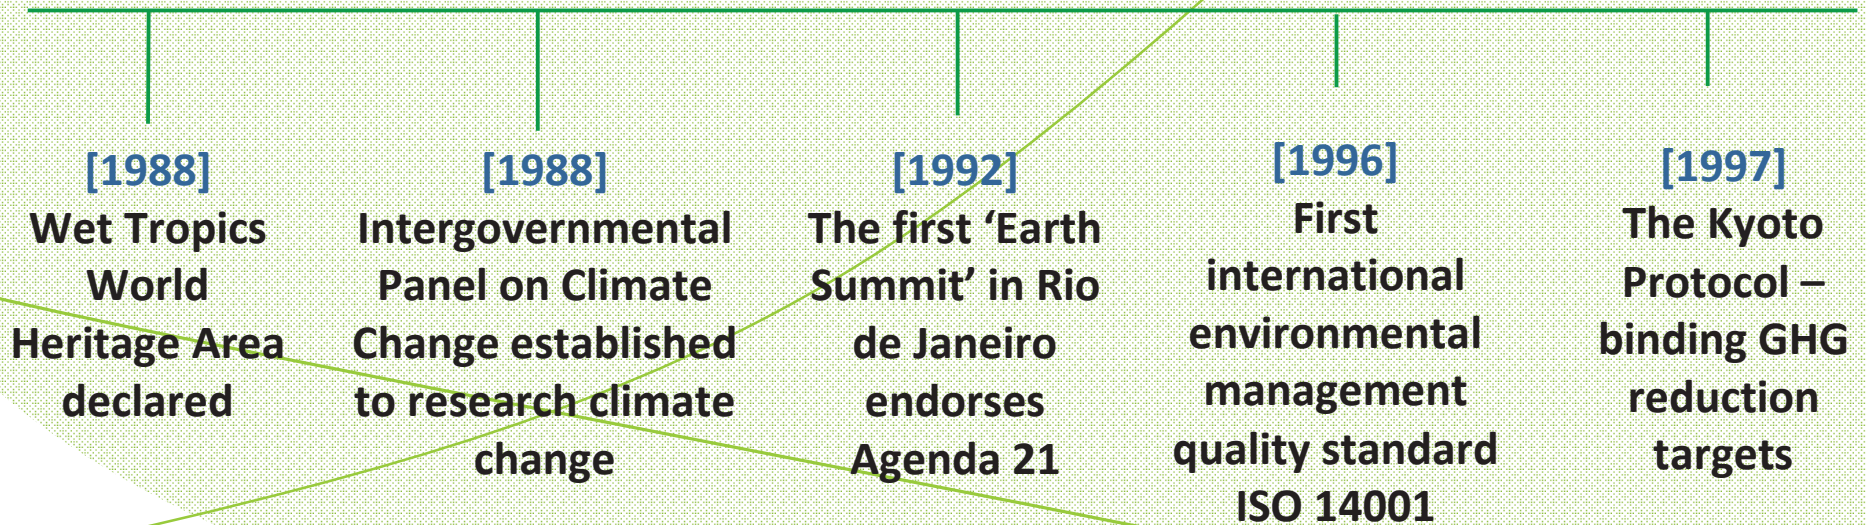 [1988]
Wet Tropics
World
Heritage Area
declared
[1988]
Intergovernmental
Panel on Climate
Change established
to research climate
change
[1992]
The first ‘Earth
Summit’ in Rio
de Janeiro
endorses
Agenda 21
[1996]
First
international
environmental
management
quality standard
ISO 14001
[1997]
The Kyoto
Protocol –
binding GHG
reduction
targets